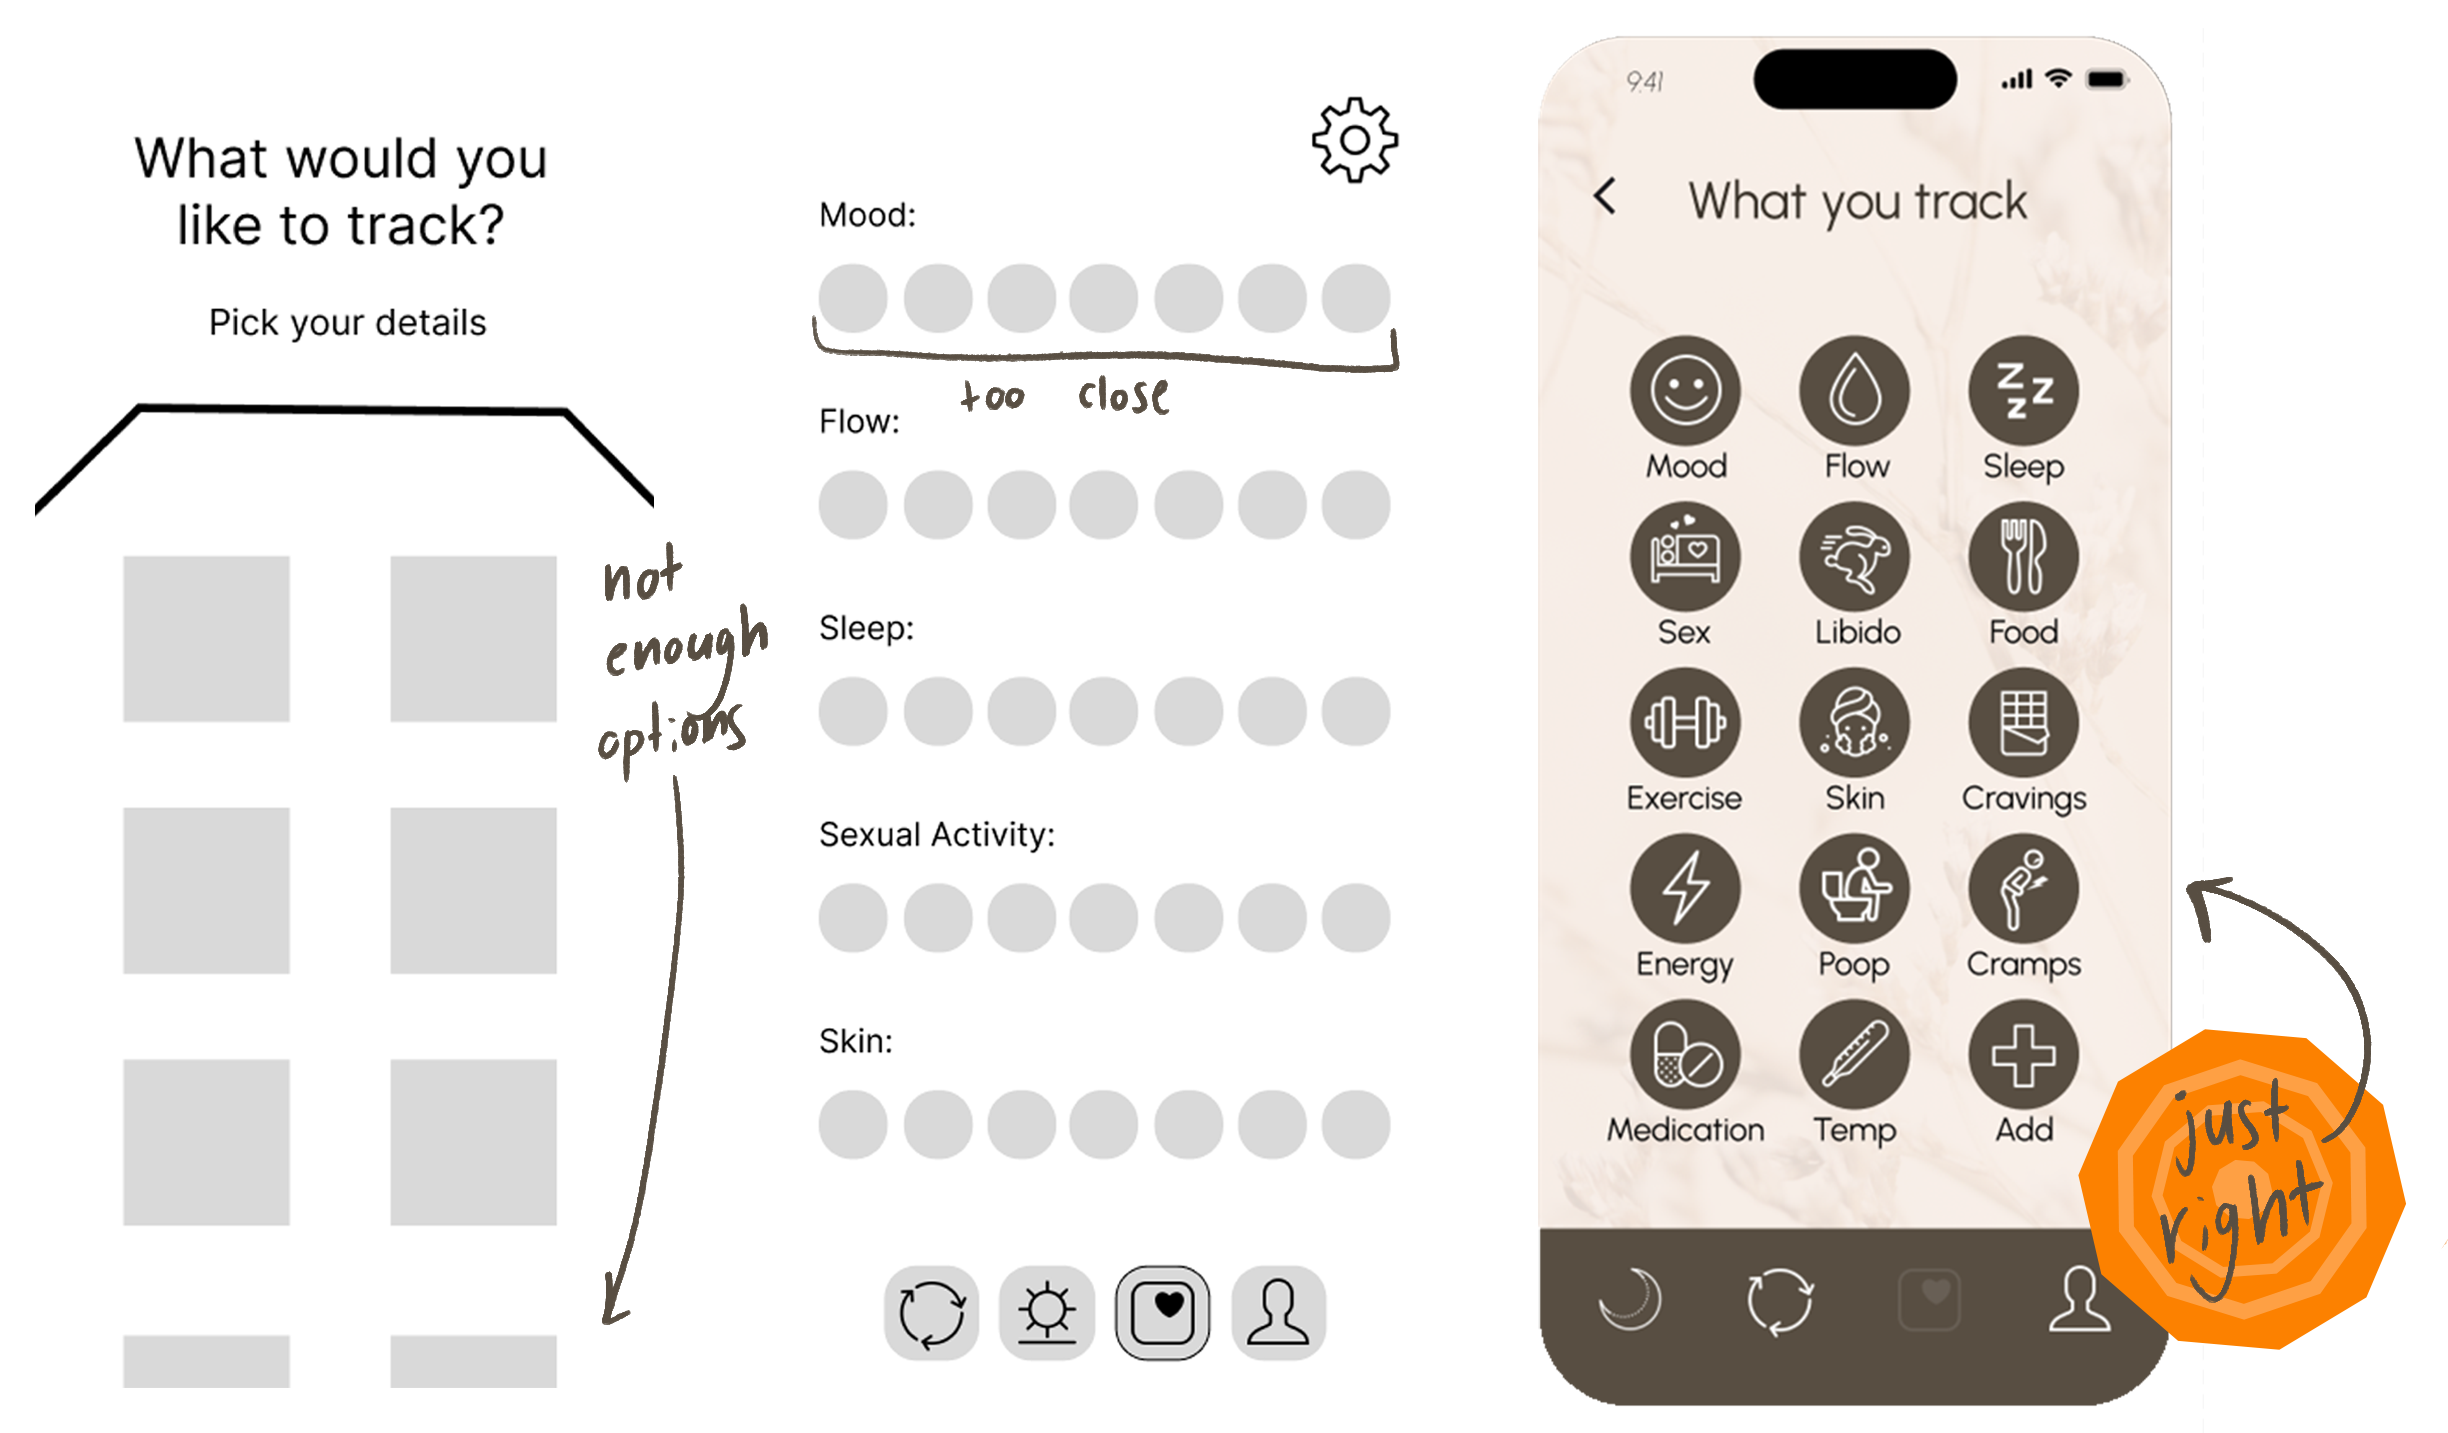 What would you
like to track?
Pick your details
not
enough
options
Mood:
too close
Flow:
Sleep:
Sexual Activity:
Skin:
9:41
What you track
Mood Flow Sleep
Sex Libido Food
Exercise Skin Cravings
Energy Poop Cramps
Medication Temp Add
just
right